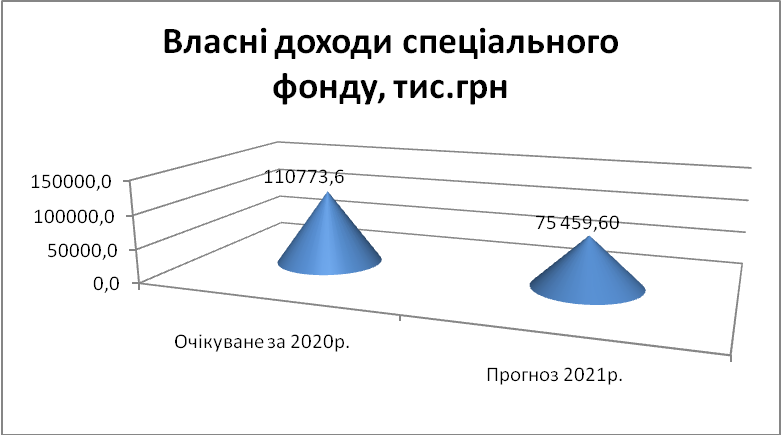 Власні доходи спеціального
фонду, тис.грн
150000,0
100000,0
50000,0
0,0
110773,6
75 459,60
Очікуване за 2020р.
Прогноз 2021р.